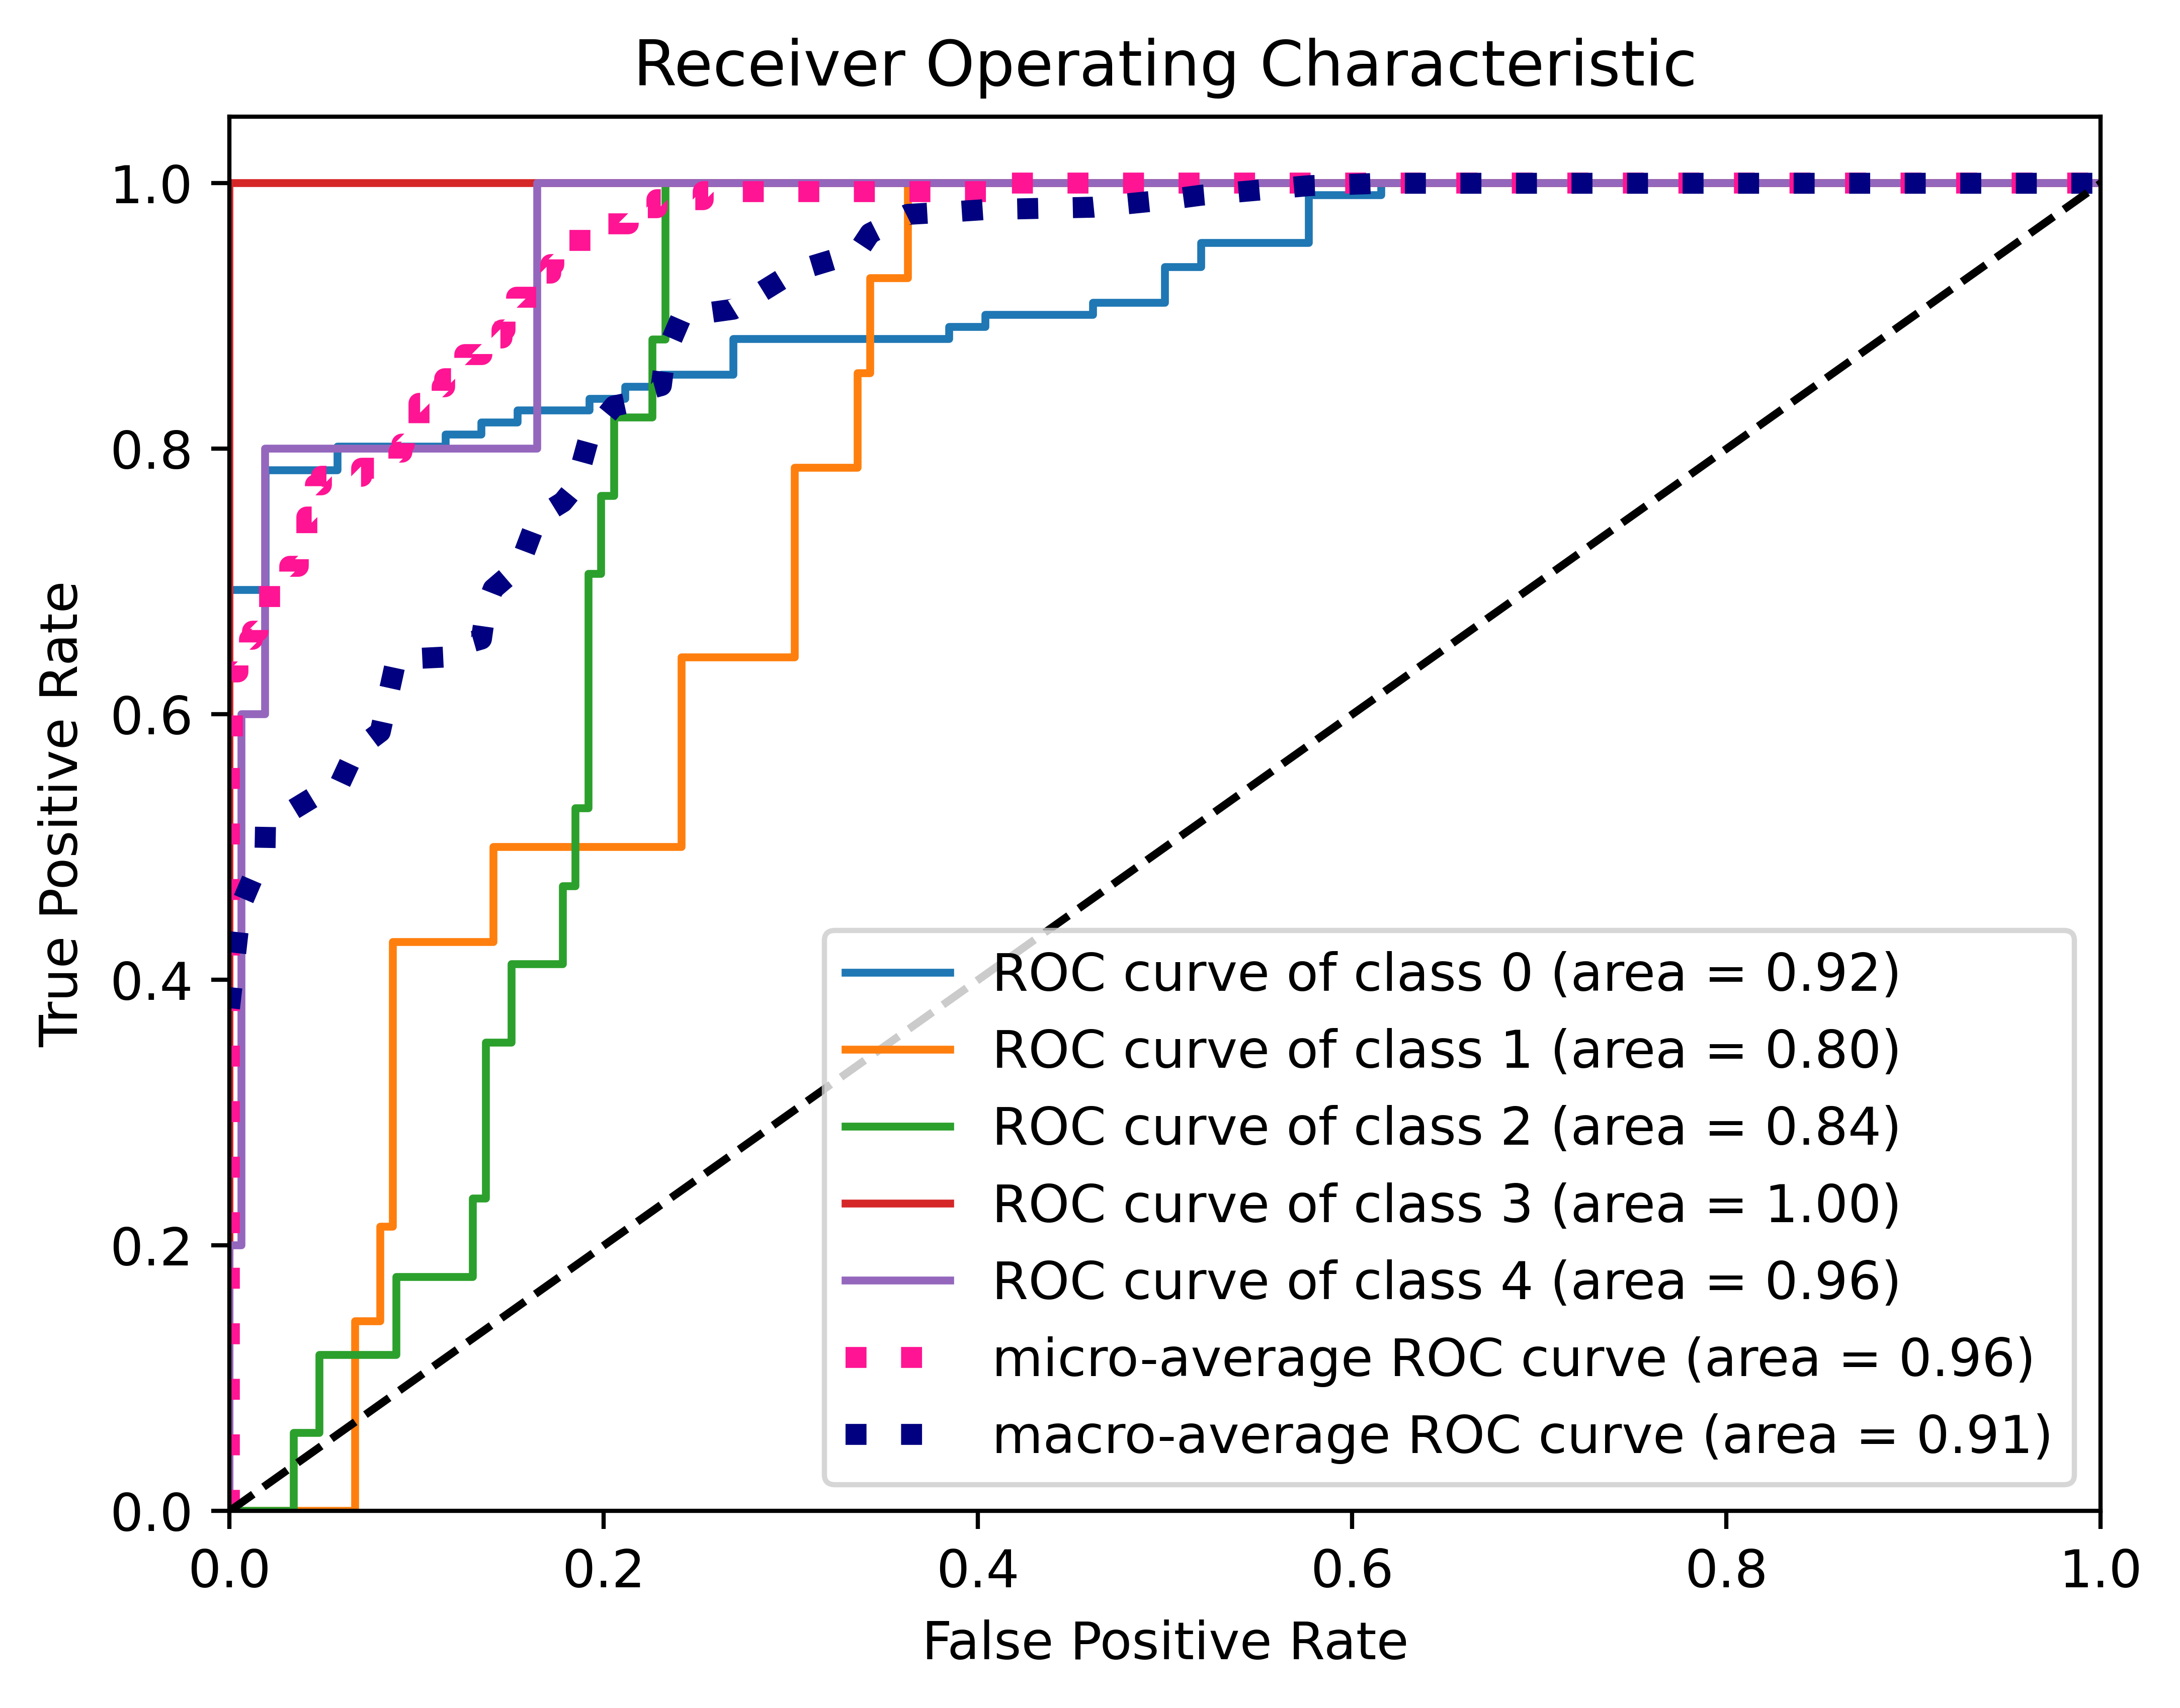 Receiver Operating Characteristic
1.0
0.8
0.6
0.4
0.2
0.0
True Positive Rate
ROC curve of class 0 (area = 0.92)
ROC curve of class 1 (area = 0.80)
ROC curve of class 2 (area = 0.84)
ROC curve of class 3 (area = 1.00)
ROC curve of class 4 (area = 0.96)
micro-average ROC curve (area = 0.96)
macro-average ROC curve (area = 0.91)
0.0 0.2 0.4 0.6 0.8 1.0
False Positive Rate